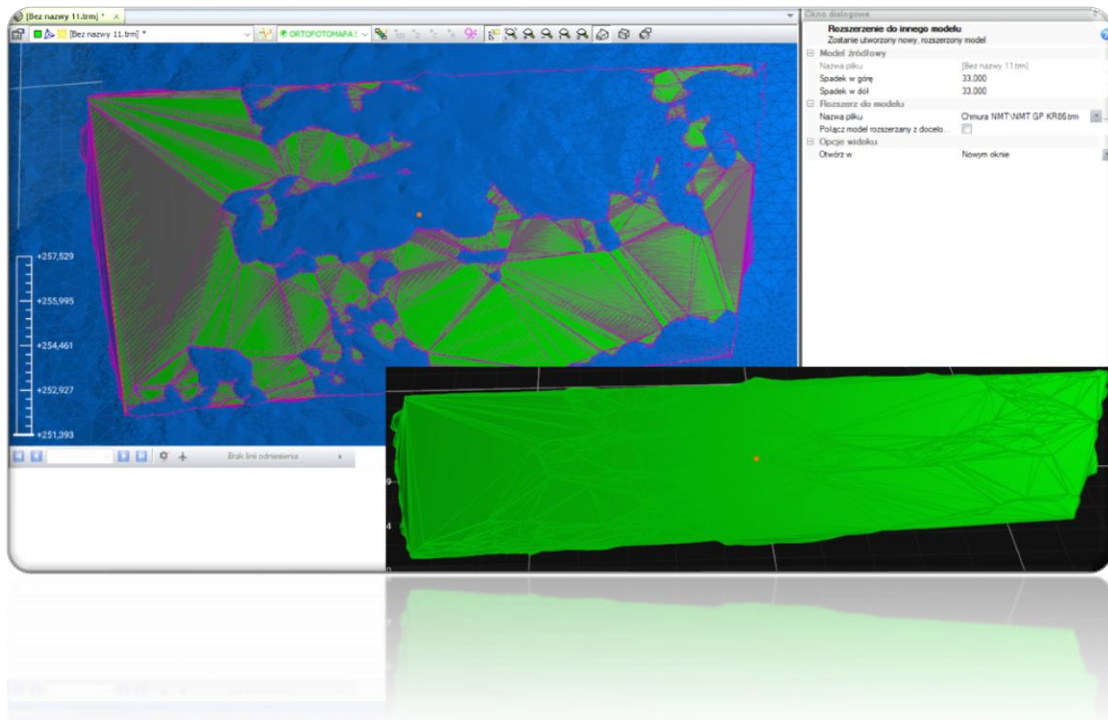 [Bez nazwy 11.trm] *
[Bez nazwy 11.trm] *
ORTOFOTOMAPA
+257,529
+255,995
+254,461
+252,927
+251,393
Brak linii odniesienia
9
4
Okno dialogowe
Rozszerzenie do innego modelu
Zostanie utworzony nowy, rozszerzony model
Model źródłowy
Nazwa pliku [Bez nazwy 11.trm]
Spadek w górę 33.000
Spadek w dół 33.000
Rozszerz do modelu
Nazwa pliku Chmura NMT\NMT GP KR86.trm
Połącz model rozszerzany z docelo...
Opcje widoku
Otwórz w Nowym oknie